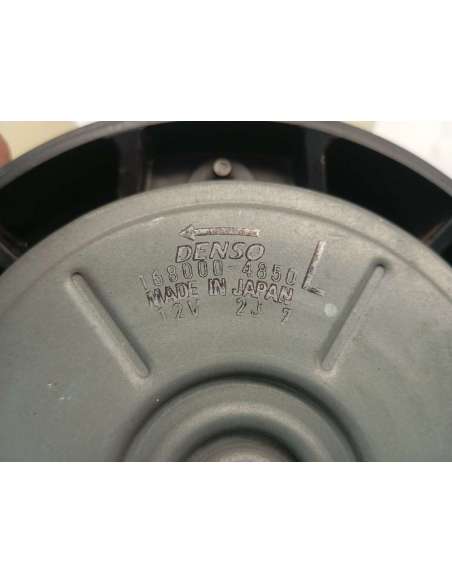 DENSO
168000-4850 L
MADE IN JAPAN
12V 2J 7